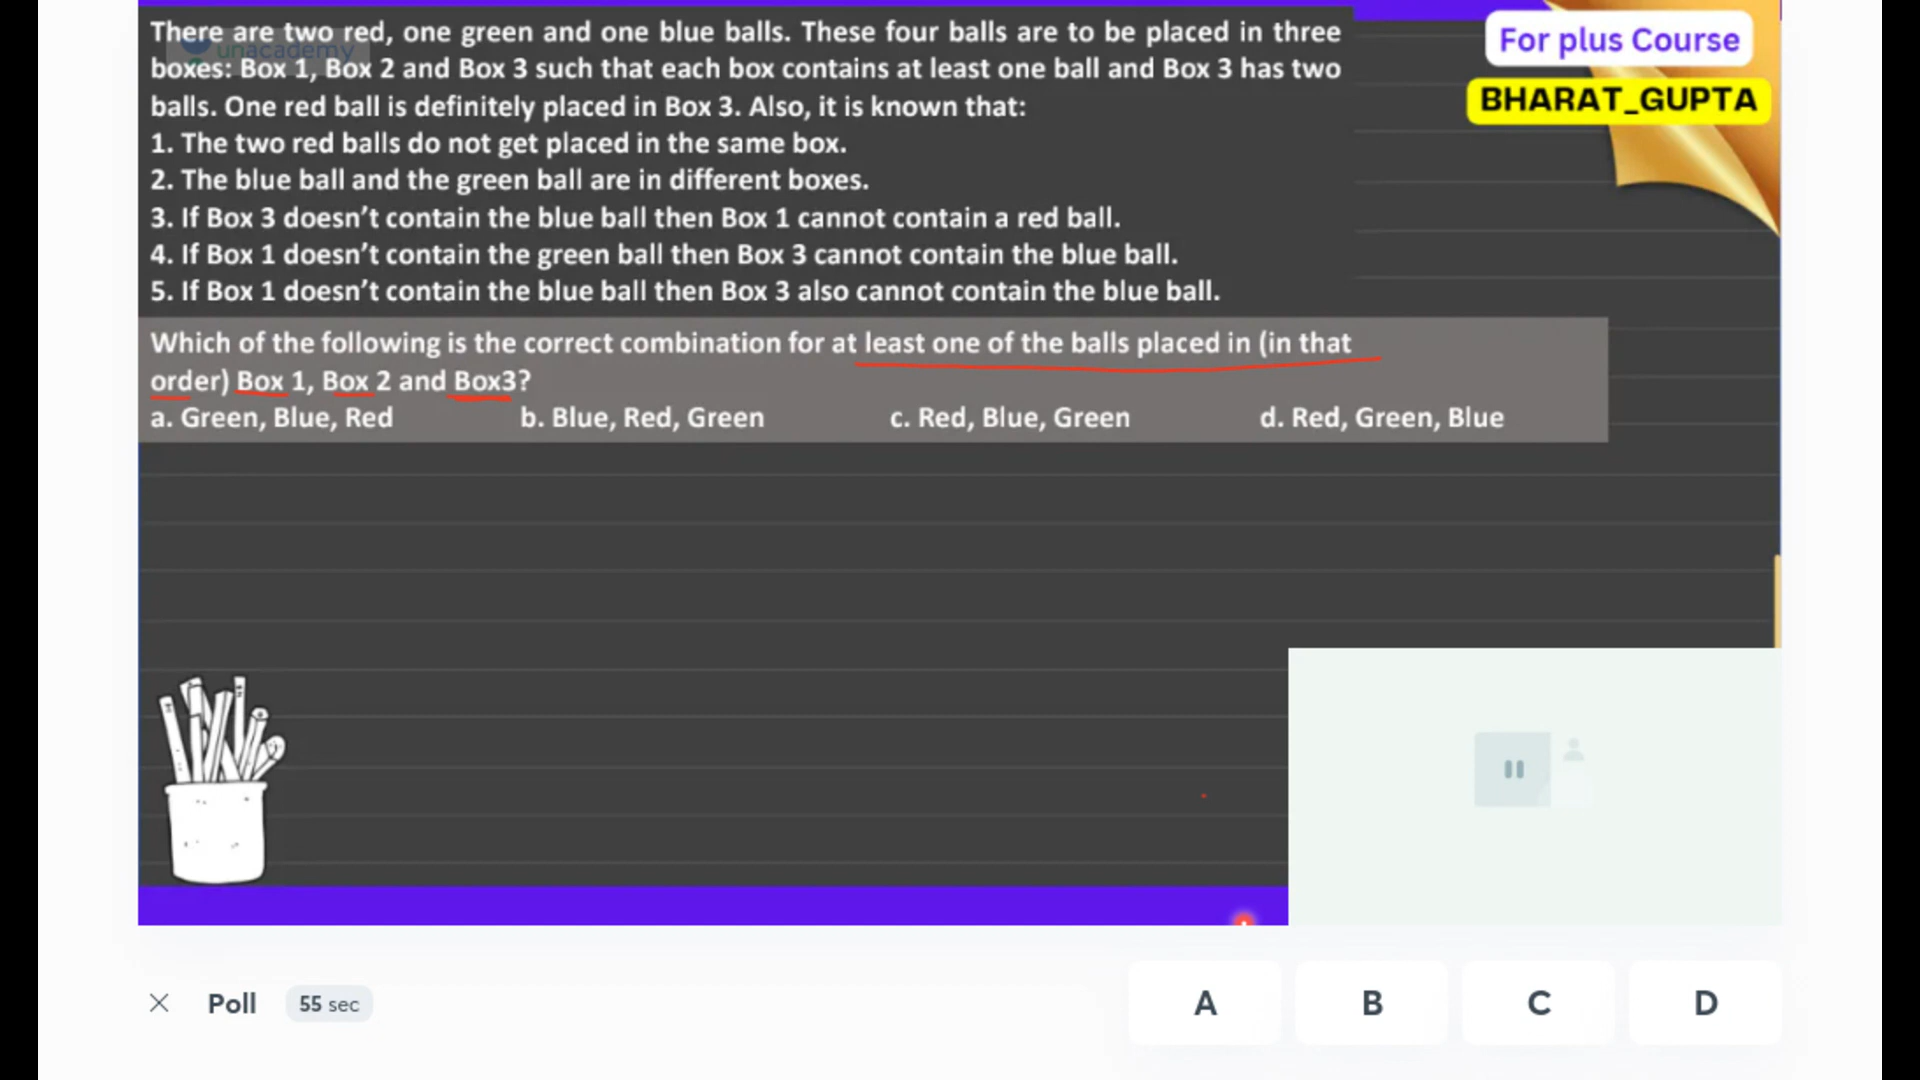 There are two red, one green and one blue balls. These four balls are to be placed in three
unacademy
boxes: Box 1, Box 2 and Box 3 such that each box contains at least one ball and Box 3 has two
balls. One red ball is definitely placed in Box 3. Also, it is known that:
1. The two red balls do not get placed in the same box.
2. The blue ball and the green ball are in different boxes.
3. If Box 3 doesn't contain the blue ball then Box 1 cannot contain a red ball.
4. If Box 1 doesn't contain the green ball then Box 3 cannot contain the blue ball.
5. If Box 1 doesn't contain the blue ball then Box 3 also cannot contain the blue ball.
For plus Course
BHARAT_GUPTA
Which of the following is the correct combination for at least one of the balls placed in (in that
order) Box 1, Box 2 and Box3?
a. Green, Blue, Red b. Blue, Red, Green c. Red, Blue, Green d. Red, Green, Blue
Poll 55 sec A B C D